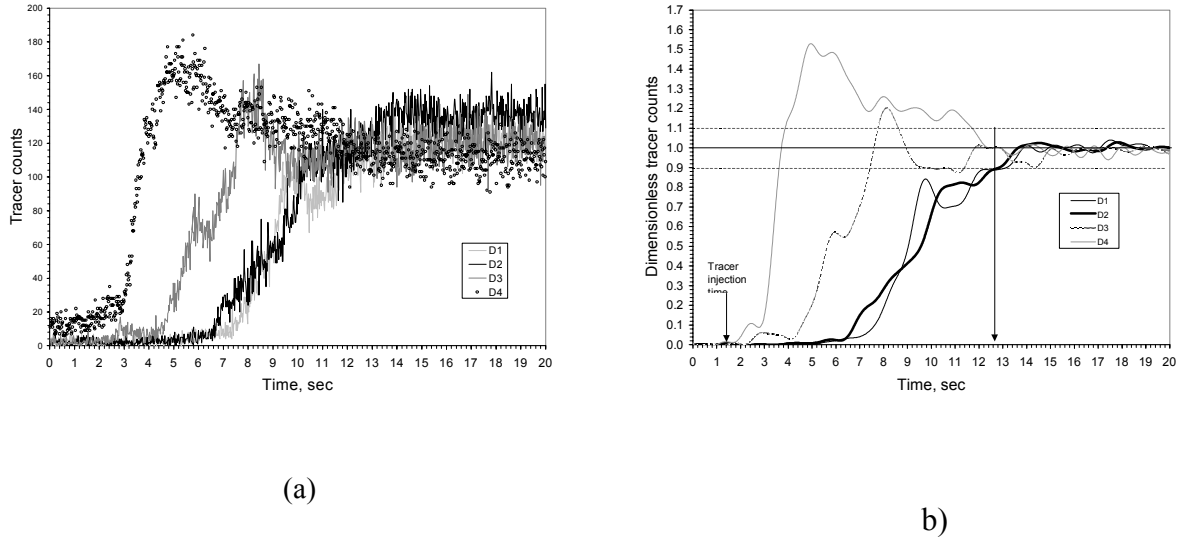 200
180
160
140
120
100
80
60
40
20
0
Tracer counts
0 1 2 3 4 5 6 7 8 9 10 11 12 13 14 15 16 17 18 19 20
Time, sec
D1
D2
D3
D4
(a)
1.7
1.6
1.5
1.4
1.3
1.2
1.1
1.0
0.9
0.8
0.7
0.6
0.5
0.4
0.3
0.2
0.1
0.0
Dimensionless tracer counts
Tracer
injection
time
0 1 2 3 4 5 6 7 8 9 10 11 12 13 14 15 16 17 18 19 20
Time, sec
D1
D2
D3
D4
b)